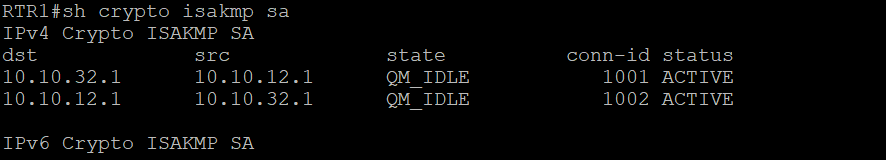 RTR1#sh crypto isakmp sa
IPv4 Crypto ISAKMP SA
dst src state conn-id status
10.10.32.1 10.10.12.1 QM_IDLE 1001 ACTIVE
10.10.12.1 10.10.32.1 QM_IDLE 1002 ACTIVE
IPv6 Crypto ISAKMP SA